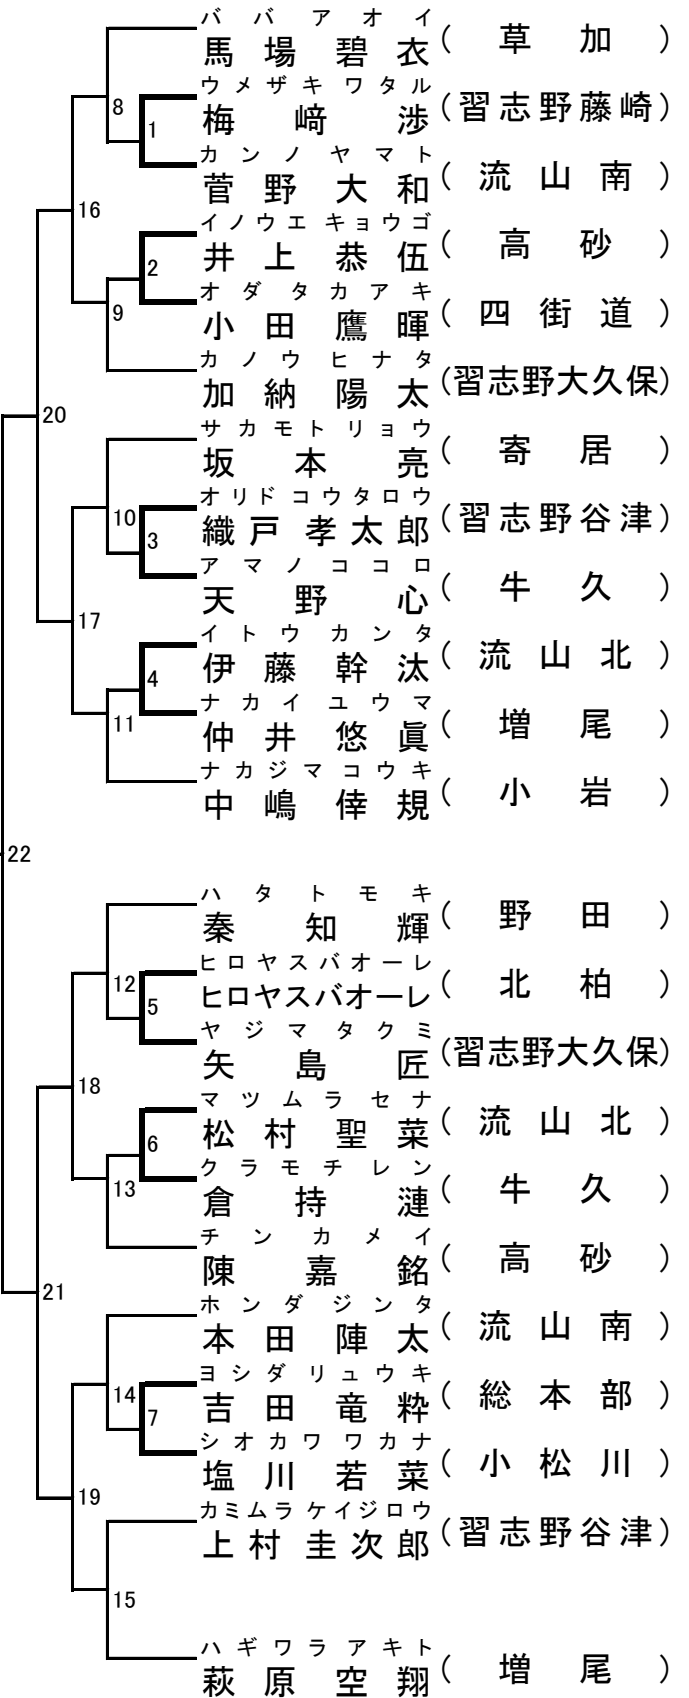 ババアオイ
馬場碧衣（草加）
8
ウメザキワタル
梅﨑渉（習志野藤崎）
1
カンノヤマト
菅野大和（流山南）
16
イノウエキョウゴ
井上恭伍（高砂）
2
オダタカアキ
小田鷹暉（四街道）
9
カノウヒナタ
加納陽太（習志野大久保）
20
サカモトリョウ
坂本亮（寄居）
10
オリドコウタロウ
織戸孝太郎（習志野谷津）
3
アマノココロ
天野心（牛久）
17
イトウカンタ
伊藤幹汰（流山北）
4
ナカイユウマ
仲井悠眞（増尾）
11
ナカジマコウキ
中嶋倖規（小岩）
22
ハタトモキ
秦知輝（野田）
12
ヒロヤスバオーレ
ヒロヤスバオーレ（北柏）
5
ヤジマタクミ
矢島匠（習志野大久保）
18
マツムラセナ
松村聖菜（流山北）
6
クラモチレン
倉持漣（牛久）
13
チンカメイ
陳嘉銘（高砂）
21
ホンダジンタ
本田陣太（流山南）
14
ヨシダリュウキ
吉田竜粋（総本部）
7
シオカワワカナ
塩川若菜（小松川）
19
カミムラケイジロウ
上村圭次郎（習志野谷津）
15
ハギワラアキト
萩原空翔（増尾）